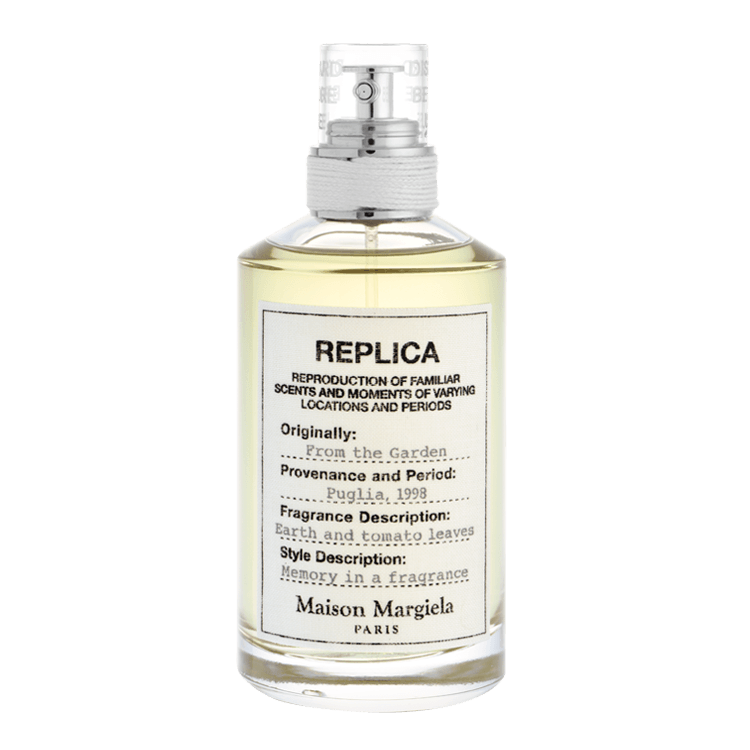 REPLICA
REPRODUCTION OF FAMILIAR
SCENTS AND MOMENTS OF VARYING
LOCATIONS AND PERIODS
Originally:
From the Garden
Provenance and Period:
Puglia, 1998
Fragrance Description:
Earth and tomato leaves
Style Description:
Memory in a fragrance
Maison Margiela
PARIS